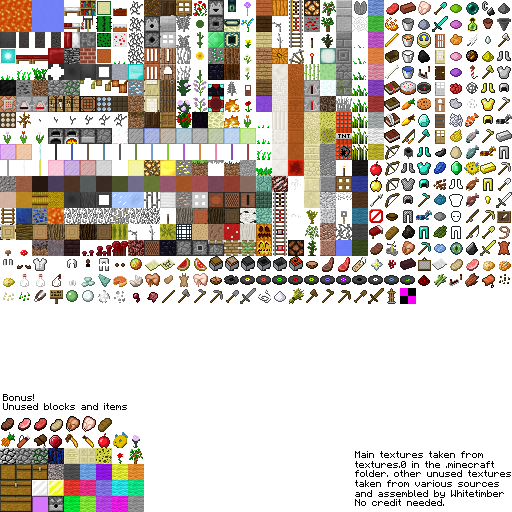 TNT
Bonus!
Unused blocks and items
Main textures taken from
textures.0 in the .minecraft
folder. other unused textures
taken from various sources
and assembled by Whitetimber
No credit needed.